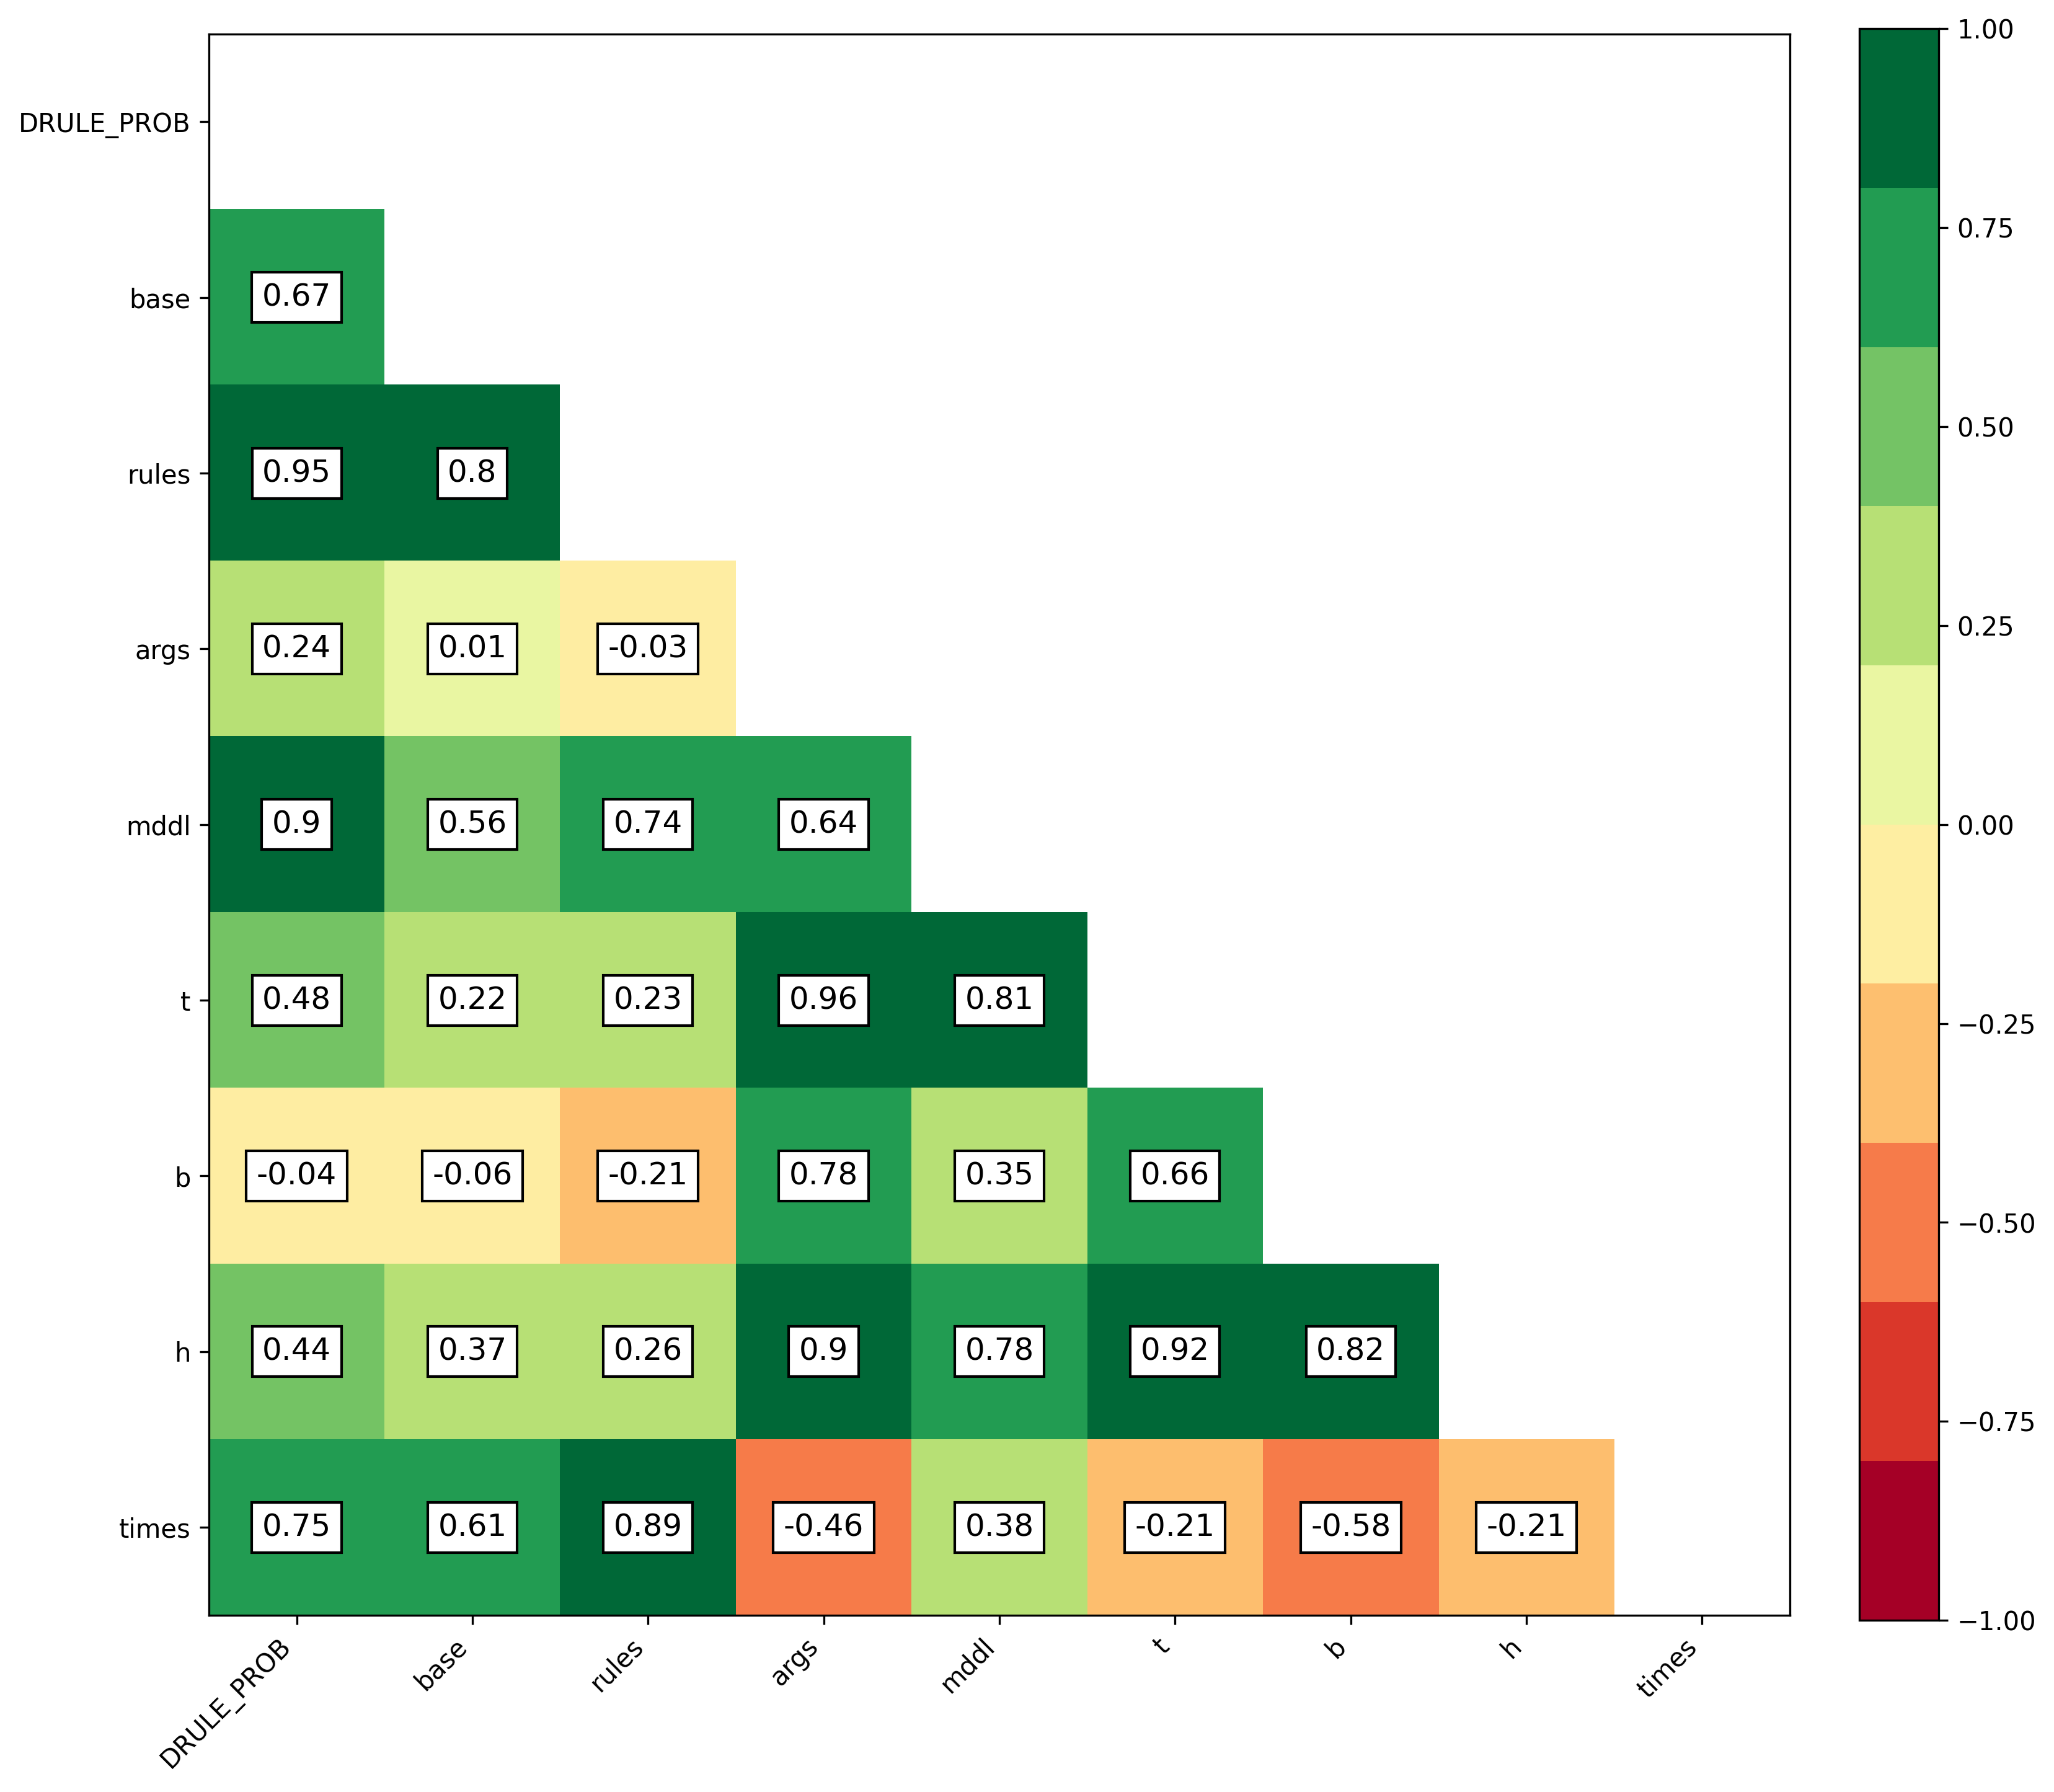 1.00
DRULE_PROB
0.75
base 0.67
0.50
rules 0.95 0.8
0.25
args 0.24 0.01 -0.03
0.00
mddl 0.9 0.56 0.74 0.64
t 0.48 0.22 0.23 0.96 0.81
−0.25
b -0.04 -0.06 -0.21 0.78 0.35 0.66
−0.50
h 0.44 0.37 0.26 0.9 0.78 0.92 0.82
−0.75
times 0.75 0.61 0.89 -0.46 0.38 -0.21 -0.58 -0.21
−1.00
DRULE_PROB base rules args mddl t b h times